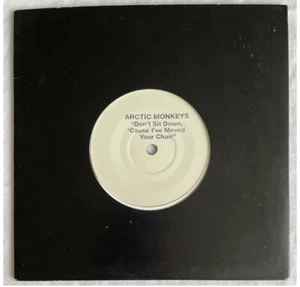 ARCTIC MONKEYS
"Don't Sit Down,
'Cause I've Moved
Your Chair"